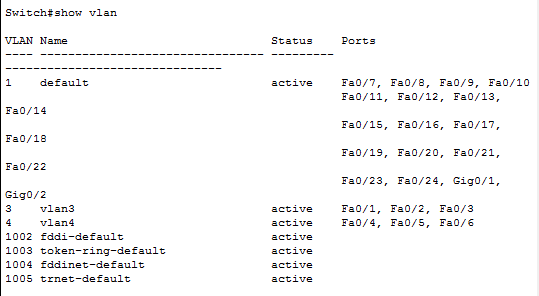 Switch#show vlan
VLAN Name                             Status    Ports
---- -------------------------------- ---------
-------------------------------
1    default                          active    Fa0/7, Fa0/8, Fa0/9, Fa0/10
                                                Fa0/11, Fa0/12, Fa0/13,
Fa0/14
                                                Fa0/15, Fa0/16, Fa0/17,
Fa0/18
                                                Fa0/19, Fa0/20, Fa0/21,
Fa0/22
                                                Fa0/23, Fa0/24, Gig0/1,
Gig0/2
3    vlan3                            active    Fa0/1, Fa0/2, Fa0/3
4    vlan4                            active    Fa0/4, Fa0/5, Fa0/6
1002 fddi-default                     active
1003 token-ring-default               active
1004 fddinet-default                  active
1005 trnet-default                    active